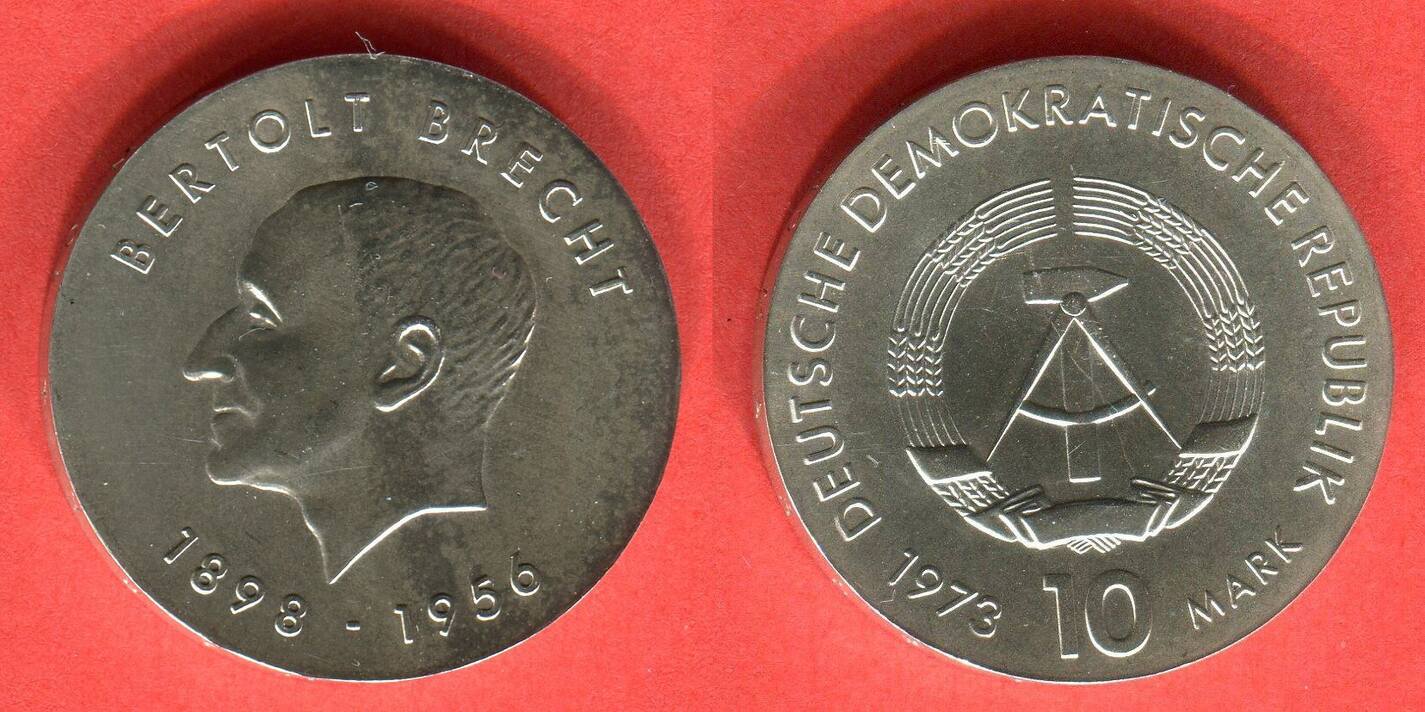 BERTOLT BRECHT
1898 - 1956
DEUTSCHE DEMOKRATISCHE REPUBLIK
1973 10 MARK